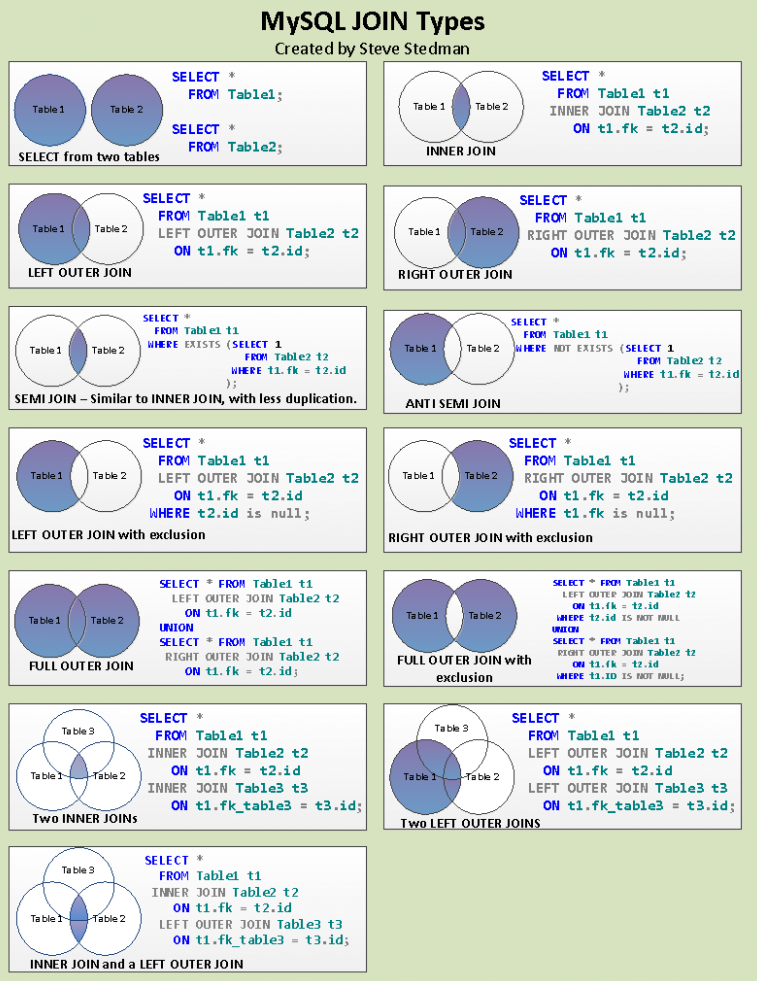 MySQL JOIN Types
Created by Steve Stedman
Table 1
Table 2
SELECT *
FROM Table1;
SELECT *
FROM Table2;
SELECT from two tables
Table 1
Table 2
SELECT *
FROM Table1 t1
INNER JOIN Table2 t2
ON t1.fk = t2.id;
INNER JOIN
Table 1
Table 2
SELECT *
FROM Table1 t1
LEFT OUTER JOIN Table2 t2
ON t1.fk = t2.id;
LEFT OUTER JOIN
Table 1
Table 2
SELECT *
FROM Table1 t1
RIGHT OUTER JOIN Table2 t2
ON t1.fk = t2.id;
RIGHT OUTER JOIN
Table 1
Table 2
SELECT *
FROM Table1 t1
WHERE EXISTS (SELECT 1
FROM Table2 t2
WHERE t1.fk = t2.id
);
SEMI JOIN – Similar to INNER JOIN, with less duplication.
Table 1
Table 2
SELECT *
FROM Table1 t1
WHERE NOT EXISTS (SELECT 1
FROM Table2 t2
WHERE t1.fk = t2.id
);
ANTI SEMI JOIN
Table 1
Table 2
SELECT *
FROM Table1 t1
LEFT OUTER JOIN Table2 t2
ON t1.fk = t2.id
WHERE t2.id is null;
LEFT OUTER JOIN with exclusion
Table 1
Table 2
SELECT *
FROM Table1 t1
RIGHT OUTER JOIN Table2 t2
ON t1.fk = t2.id
WHERE t1.fk is null;
RIGHT OUTER JOIN with exclusion
Table 1
Table 2
SELECT * FROM Table1 t1
LEFT OUTER JOIN Table2 t2
ON t1.fk = t2.id
UNION
SELECT * FROM Table1 t1
RIGHT OUTER JOIN Table2 t2
ON t1.fk = t2.id;
FULL OUTER JOIN
Table 1
Table 2
SELECT * FROM Table1 t1
LEFT OUTER JOIN Table2 t2
ON t1.fk = t2.id
WHERE t2.id IS NOT NULL
UNION
SELECT * FROM Table1 t1
RIGHT OUTER JOIN Table2 t2
ON t1.fk = t2.id
WHERE t1.ID IS NOT NULL;
FULL OUTER JOIN with
exclusion
Table 3
Table 1
Table 2
SELECT *
FROM Table1 t1
INNER JOIN Table2 t2
ON t1.fk = t2.id
INNER JOIN Table3 t3
ON t1.fk_table3 = t3.id;
Two INNER JOINs
Table 3
Table 1
Table 2
SELECT *
FROM Table1 t1
LEFT OUTER JOIN Table2 t2
ON t1.fk = t2.id
LEFT OUTER JOIN Table3 t3
ON t1.fk_table3 = t3.id;
Two LEFT OUTER JOINS
Table 3
Table 1
Table 2
SELECT *
FROM Table1 t1
INNER JOIN Table2 t2
ON t1.fk = t2.id
LEFT OUTER JOIN Table3 t3
ON t1.fk_table3 = t3.id;
INNER JOIN and a LEFT OUTER JOIN